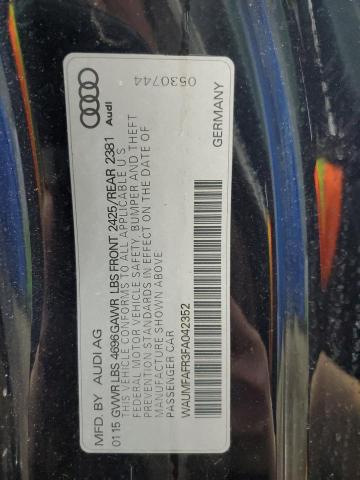 MFD. BY AUDI AG
Audi
01 15 GVWR LBS 4696 GAWR LBS FRONT 2425/REAR 2381
THIS VEHICLE CONFORMS TO ALL APPLICABLE U S
FEDERAL MOTOR VEHICLE SAFETY, BUMPER AND THEFT
PREVENTION STANDARDS IN EFFECT ON THE DATE OF
MANUFACTURE SHOWN ABOVE
PASSENGER CAR
0530744
WAUMFAFR3FA042352
GERMANY